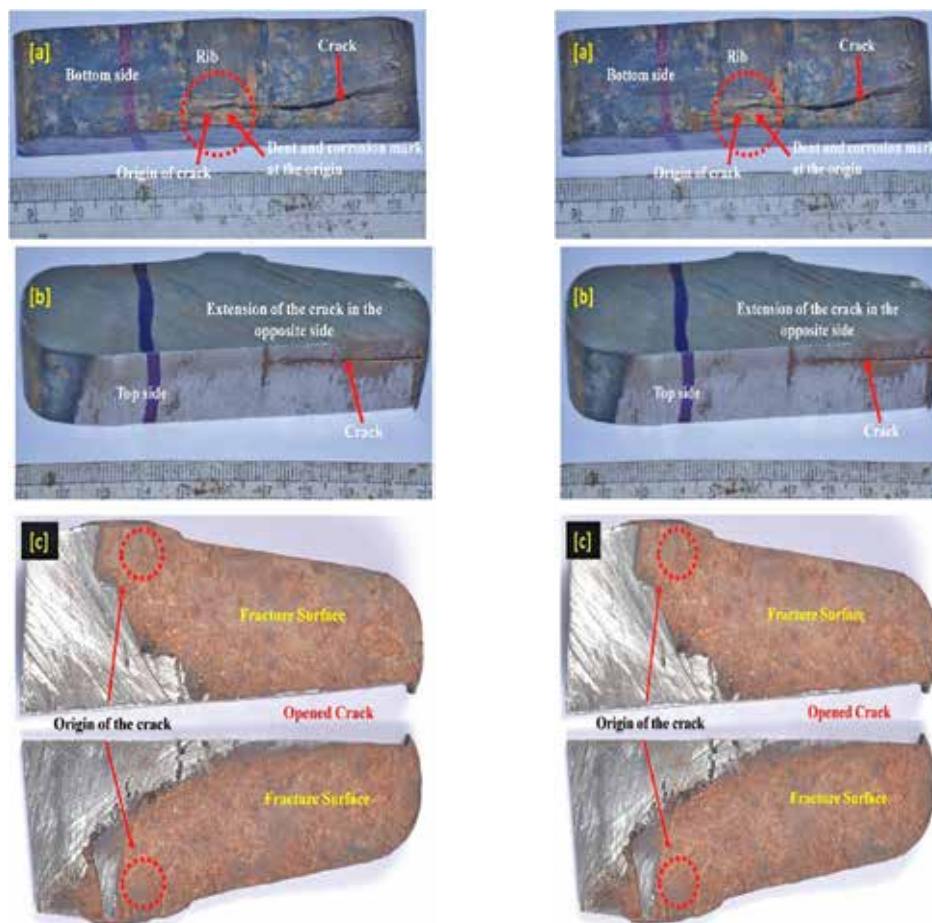 [a]
Bottom side
Rib
Crack
Origin of crack
Dent and corrusion mark
at the origin
[b]
Extension of the crack in the
opposite side
Top side
Crack
[c]
Fracture Surface
Origin of the crack
Opened Crack
Fracture Surface
[a]
Bottom side
Rib
Crack
Origin of crack
Dent and corrusion mark
at the origin
[b]
Extension of the crack in the
opposite side
Top side
Crack
[c]
Fracture Surface
Origin of the crack
Opened Crack
Fracture Surface